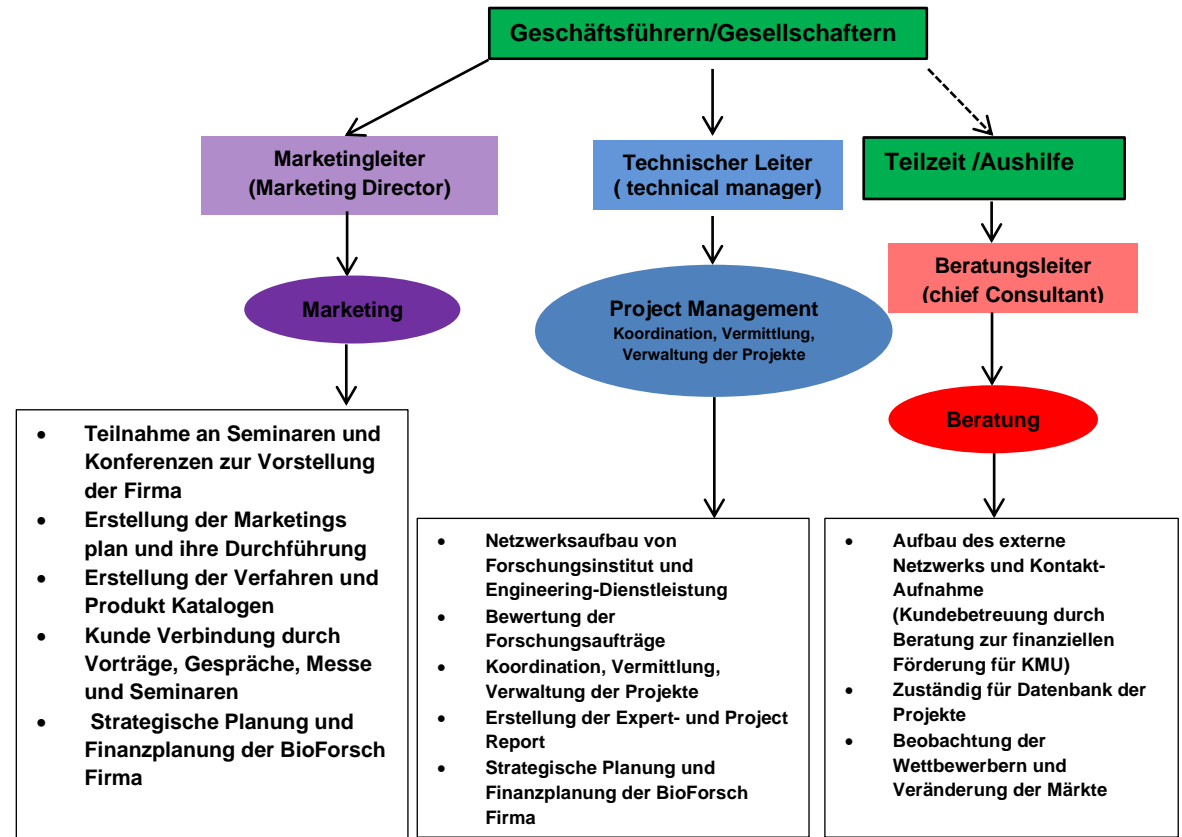 Geschäftsführern/Gesellschaftern
Marketingleiter
(Marketing Director)
Technischer Leiter
( technical manager)
Teilzeit /Aushilfe
Beratungsleiter
(chief Consultant)
Marketing
Project Management
Koordination, Vermittlung,
Verwaltung der Projekte
Beratung
• Teilnahme an Seminaren und
Konferenzen zur Vorstellung
der Firma
• Erstellung der Marketings
plan und ihre Durchführung
• Erstellung der Verfahren und
Produkt Katalogen
• Kunde Verbindung durch
Vorträge, Gespräche, Messe
und Seminaren
• Strategische Planung und
Finanzplanung der BioForsch
Firma
• Netzwerksaufbau von
Forschungsinstitut und
Engineering-Dienstleistung
• Bewertung der
Forschungsaufträge
• Koordination, Vermittlung,
Verwaltung der Projekte
• Erstellung der Expert- und Project
Report
• Strategische Planung und
Finanzplanung der BioForsch
Firma
• Aufbau des externe
Netzwerks und Kontakt-
Aufnahme
(Kundebetreuung durch
Beratung zur finanziellen
Förderung für KMU)
• Zuständig für Datenbank der
Projekte
• Beobachtung der
Wettbewerbern und
Veränderung der Märkte